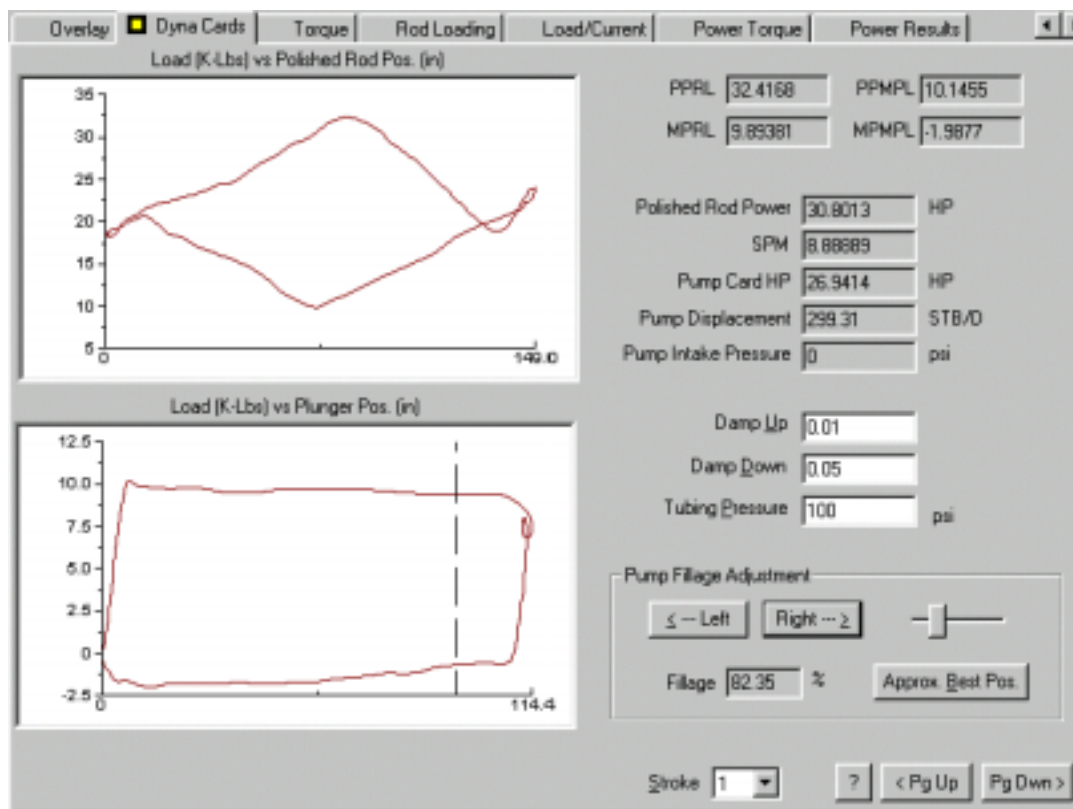 Overlay Dyna Cards Torque Rod Loading Load/Current Power Torque Power Results
Load (K-Lbs) vs Polished Rod Pos. (in)
35
30
25
20
15
10
5
0 149.0
PPRL 32.4168 PPMPL 10.1455
MPRL 9.89381 MPMPL -1.9877
Polished Rod Power 30.8013 HP
SPM 8.88889
Pump Card HP 26.9414 HP
Pump Displacement 299.31 STB/D
Pump Intake Pressure 0 psi
Load (K-Lbs) vs Plunger Pos. (in)
12.5
10.0
7.5
5.0
2.5
0
-2.5
0 114.4
Damp Up 0.01
Damp Down 0.05
Tubing Pressure 100 psi
Pump Fillage Adjustment
< -- Left Right --- >
Fillage 82.35 % Approx. Best Pos.
Stroke 1 ? < Pg Up Pg Dwn >